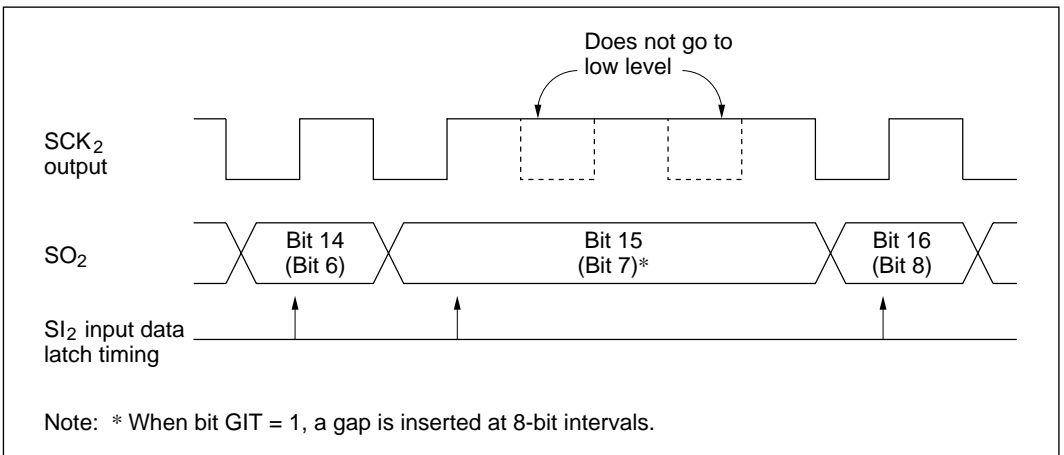 Does not go to
low level
SCK2
output
SO2
Bit 14
(Bit 6)
Bit 15
(Bit 7)*
Bit 16
(Bit 8)
SI2 input data
latch timing
Note: * When bit GIT = 1, a gap is inserted at 8-bit intervals.